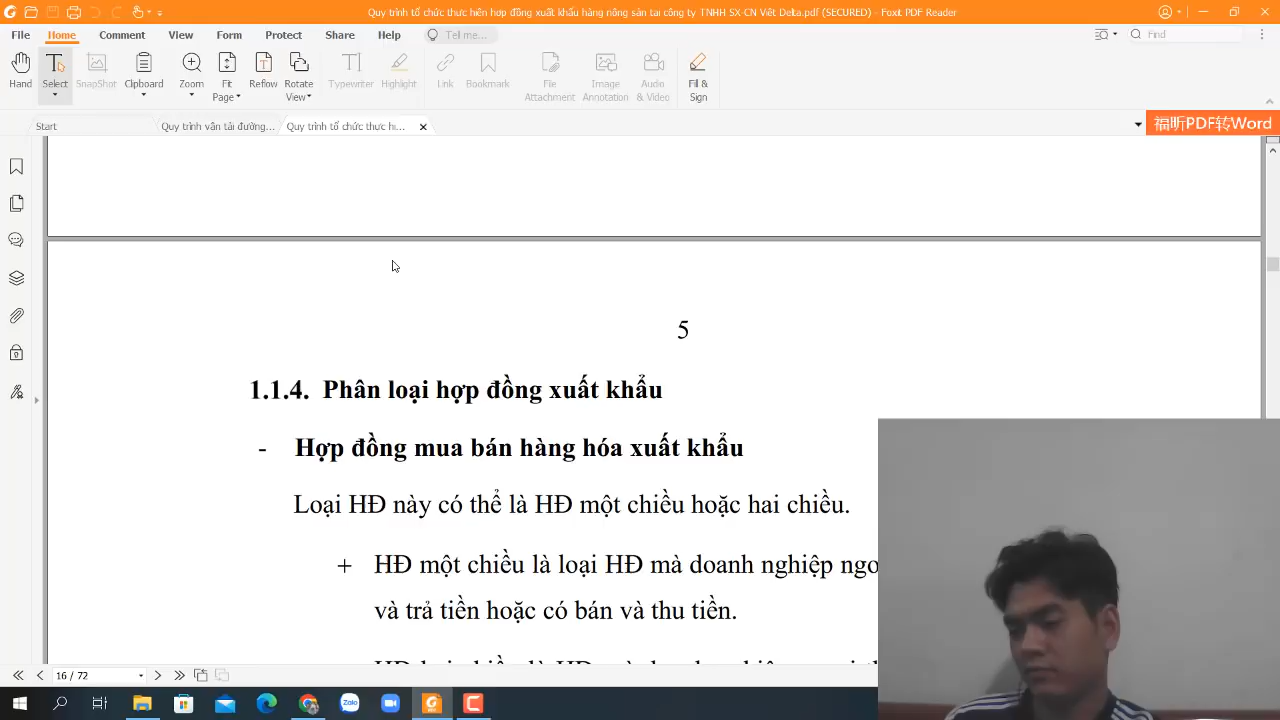 Quy trình tổ chức thực hiên hợp đồng xuất khẩu hàng nông sản tai công ty TNHH SX-CN Viêt Delta.pdf (SECURED) - Foxit PDF Reader
File Home Comment View Form Protect Share Help Tell me... Find
Hand Select SnapShot Clipboard Zoom Fit Page Reflow Rotate View Typewriter Highlight Link Bookmark File Attachment Image Annotation Audio & Video Fill & Sign
Start Quy trình vân tải đường... Quy trình tổ chức thưc hi... 福昕PDF转Word
5
1.1.4. Phân loại hợp đồng xuất khẩu
- Hợp đồng mua bán hàng hóa xuất khẩu
Loại HĐ này có thể là HĐ một chiều hoặc hai chiều.
+ HĐ một chiều là loại HĐ mà doanh nghiệp ngo
và trả tiền hoặc có bán và thu tiền.
16 / 72
Zalo